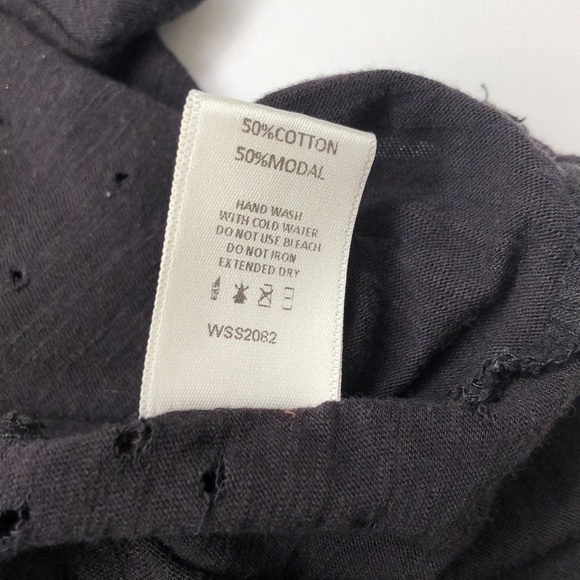 50%COTTON
50%MODAL
HAND WASH
WITH COLD WATER
DO NOT USE BLEACH
DO NOT IRON
EXTENDED DRY
WSS2082